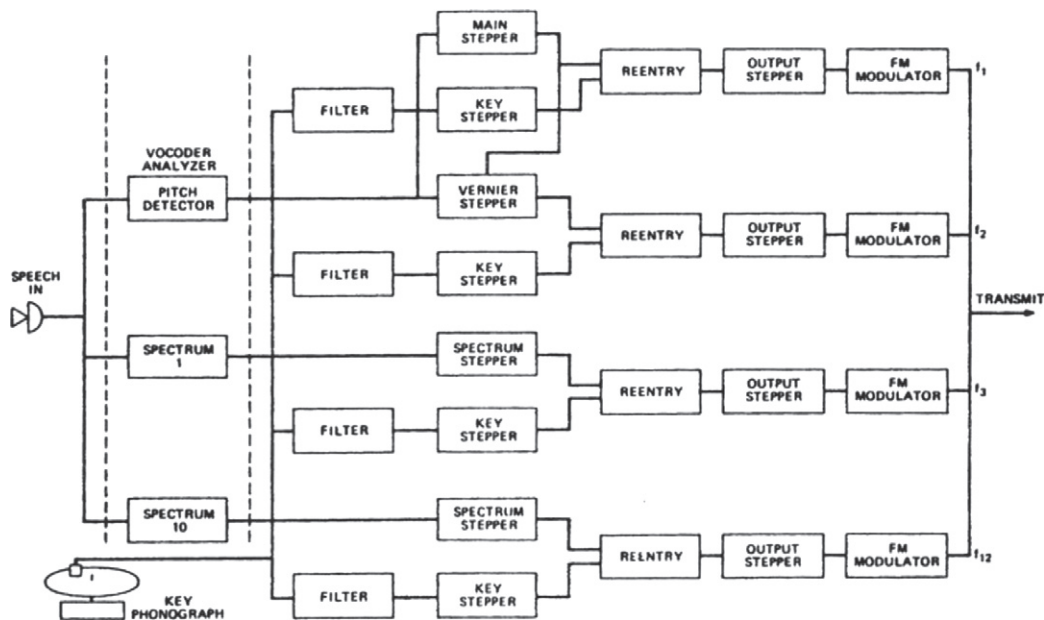 MAIN
STEPPER
REENTRY
OUTPUT
STEPPER
FM
MODULATOR
f1
FILTER
KEY
STEPPER
VOCODER
ANALYZER
PITCH
DETECTOR
VERNIER
STEPPER
REENTRY
OUTPUT
STEPPER
FM
MODULATOR
f2
FILTER
KEY
STEPPER
SPEECH
IN
TRANSMIT
SPECTRUM
1
SPECTRUM
STEPPER
REENTRY
OUTPUT
STEPPER
FM
MODULATOR
f3
FILTER
KEY
STEPPER
SPECTRUM
10
SPECTRUM
STEPPER
REENTRY
OUTPUT
STEPPER
FM
MODULATOR
f12
FILTER
KEY
STEPPER
KEY
PHONOGRAPH